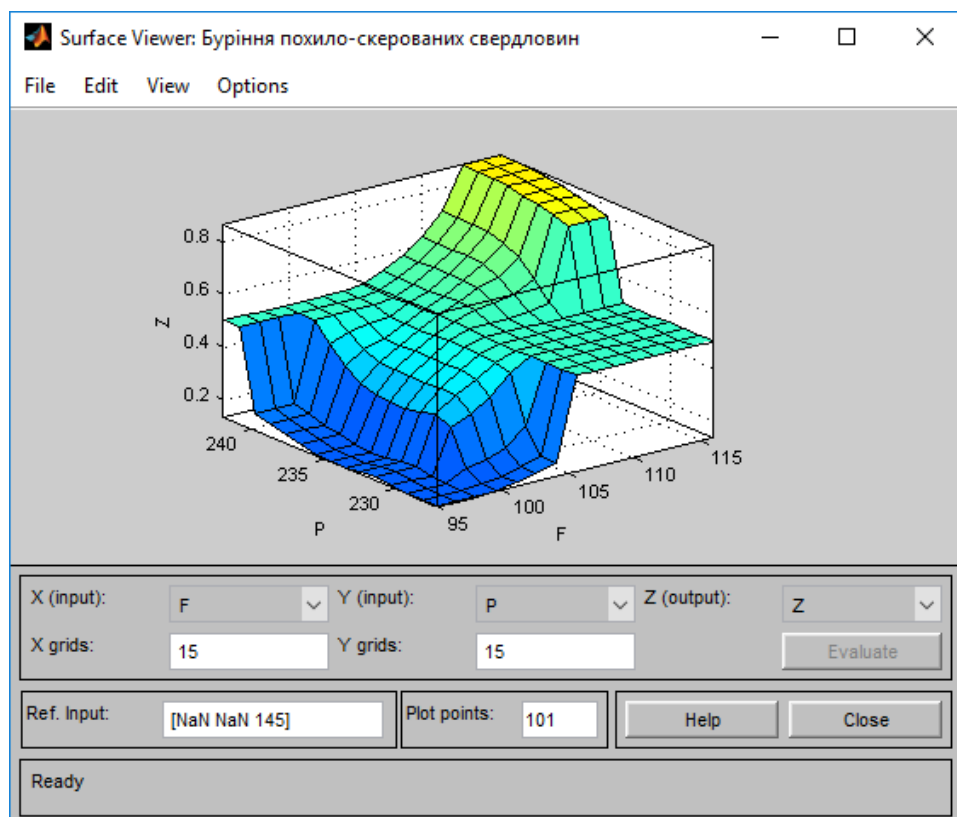 Surface Viewer: Буріння похило-скерованих свердловин
File Edit View Options
0.8
0.6
0.4
0.2
Z
240
235
230
P
95
100
105
110
115
F
X (input): F Y (input): P Z (output): Z
X grids: 15 Y grids: 15 Evaluate
Ref. Input: [NaN NaN 145] Plot points: 101 Help Close
Ready